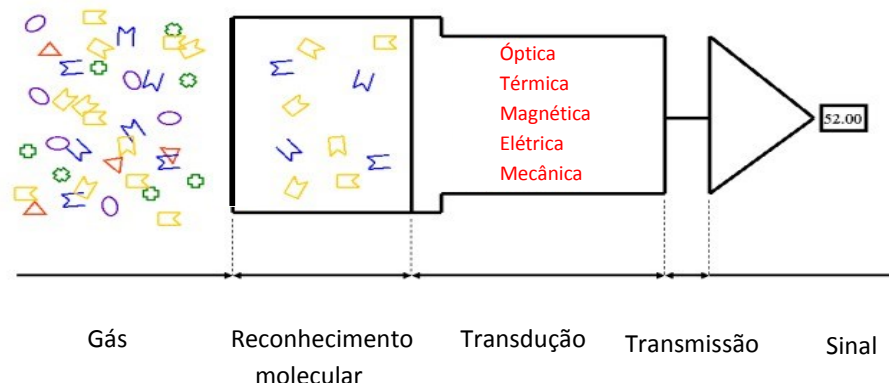 Óptica
Térmica
Magnética
Elétrica
Mecânica
52.00
Gás
Reconhecimento
molecular
Transdução
Transmissão
Sinal